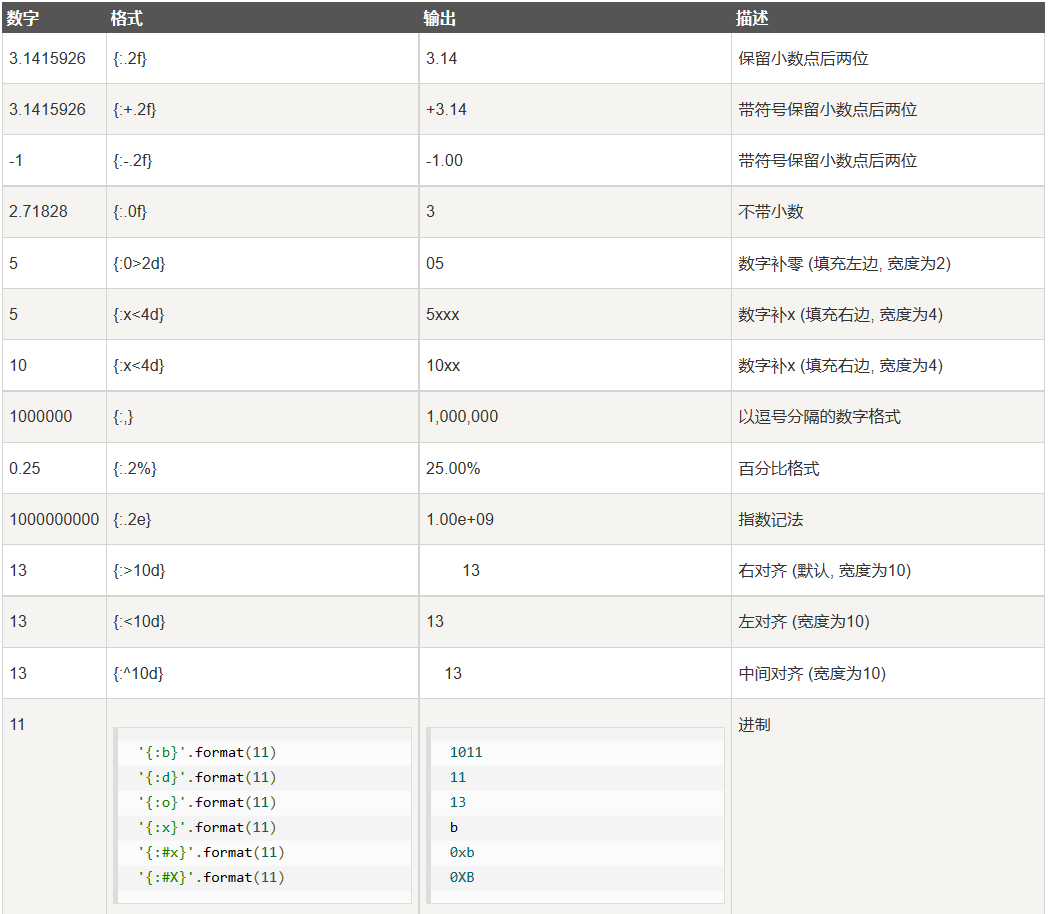 数字 格式 输出 描述
3.1415926 {:.2f} 3.14 保留小数点后两位
3.1415926 {:+.2f} +3.14 带符号保留小数点后两位
-1 {:-.2f} -1.00 带符号保留小数点后两位
2.71828 {:.0f} 3 不带小数
5 {:0>2d} 05 数字补零 (填充左边, 宽度为2)
5 {:x<4d} 5xxx 数字补x (填充右边, 宽度为4)
10 {:x<4d} 10xx 数字补x (填充右边, 宽度为4)
1000000 {:,} 1,000,000 以逗号分隔的数字格式
0.25 {:.2%} 25.00% 百分比格式
1000000000 {:.2e} 1.00e+09 指数记法
13 {:>10d} 13 右对齐 (默认, 宽度为10)
13 {:<10d} 13 左对齐 (宽度为10)
13 {:^10d} 13 中间对齐 (宽度为10)
11 进制
'{:b}'.format(11) 1011
'{:d}'.format(11) 11
'{:o}'.format(11) 13
'{:x}'.format(11) b
'{:#x}'.format(11) 0xb
'{:#X}'.format(11) 0XB